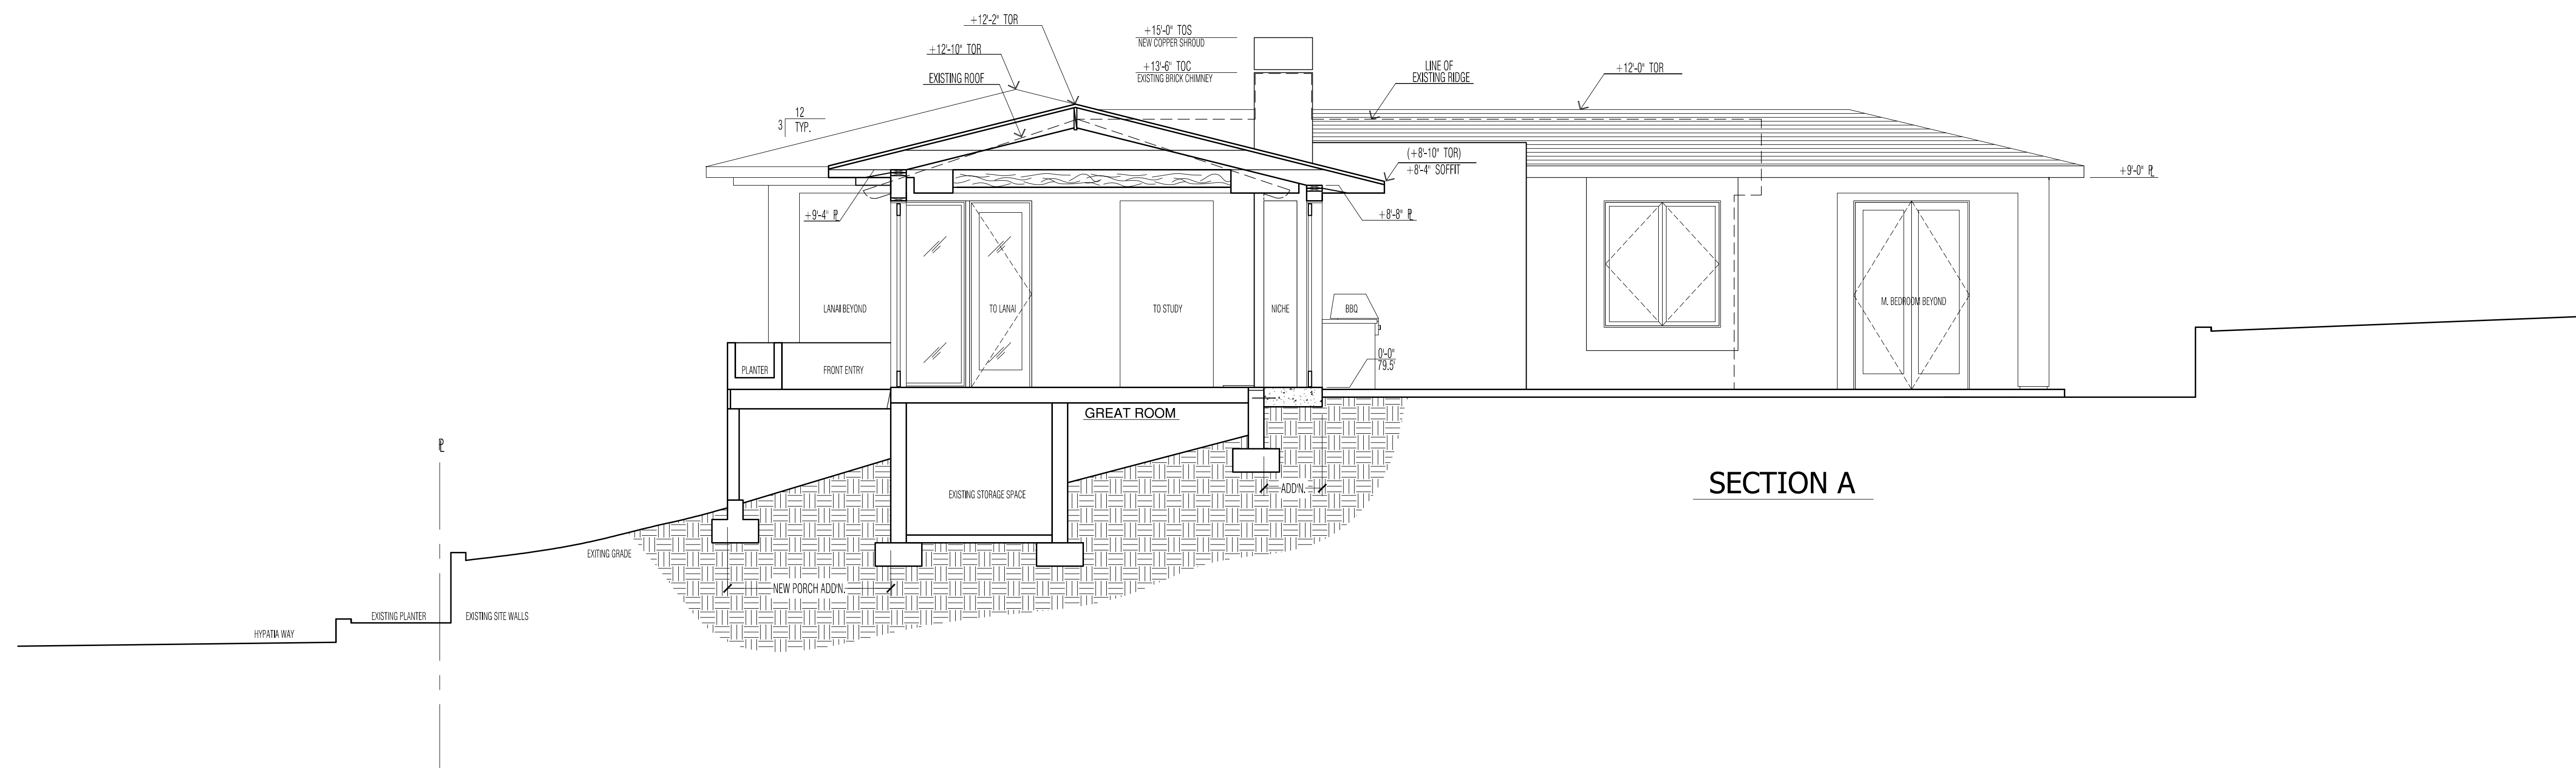 +12'-2" TOR
+15'-0" TOS
NEW COPPER SHROUD
+12'-10" TOR
EXISTING ROOF
+13'-6" TOC
EXISTING BRICK CHIMNEY
LINE OF
EXISTING RIDGE
+12'-0" TOR
12
3
TYP.
(+8'-10" TOR)
+8'-4" SOFFIT
+9'-0" PL
+9'-4" PL
+8'-8" PL
LANAI BEYOND
TO LANAI
TO STUDY
NICHE
BBQ
M. BEDROOM BEYOND
PLANTER
FRONT ENTRY
0'-0"
79.5'
GREAT ROOM
PL
SECTION A
EXISTING STORAGE SPACE
ADD'N.
EXITING GRADE
NEW PORCH ADD'N.
EXISTING PLANTER
EXISTING SITE WALLS
HYPATIA WAY